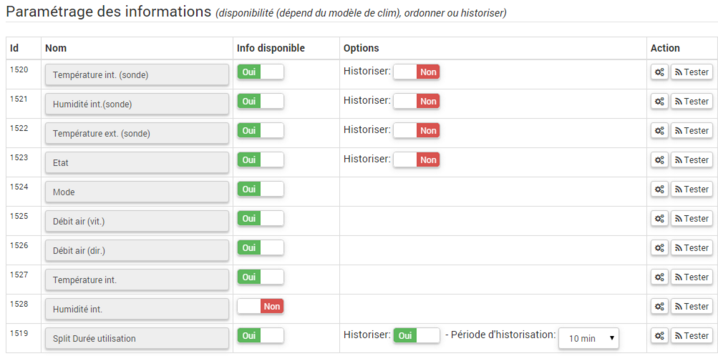 Paramétrage des informations (disponibilité (dépend du modèle de clim), ordonner ou historiser)
Id Nom Info disponible Options Action
1520 Température int. (sonde) Oui Historiser: Non Tester
1521 Humidité int.(sonde) Oui Historiser: Non Tester
1522 Température ext. (sonde) Oui Historiser: Non Tester
1523 Etat Oui Historiser: Non Tester
1524 Mode Oui Tester
1525 Débit air (vit.) Oui Tester
1526 Débit air (dir.) Oui Tester
1527 Température int. Oui Tester
1528 Humidité int. Non Tester
1519 Split Durée utilisation Oui Historiser: Oui - Période d'historisation: 10 min Tester